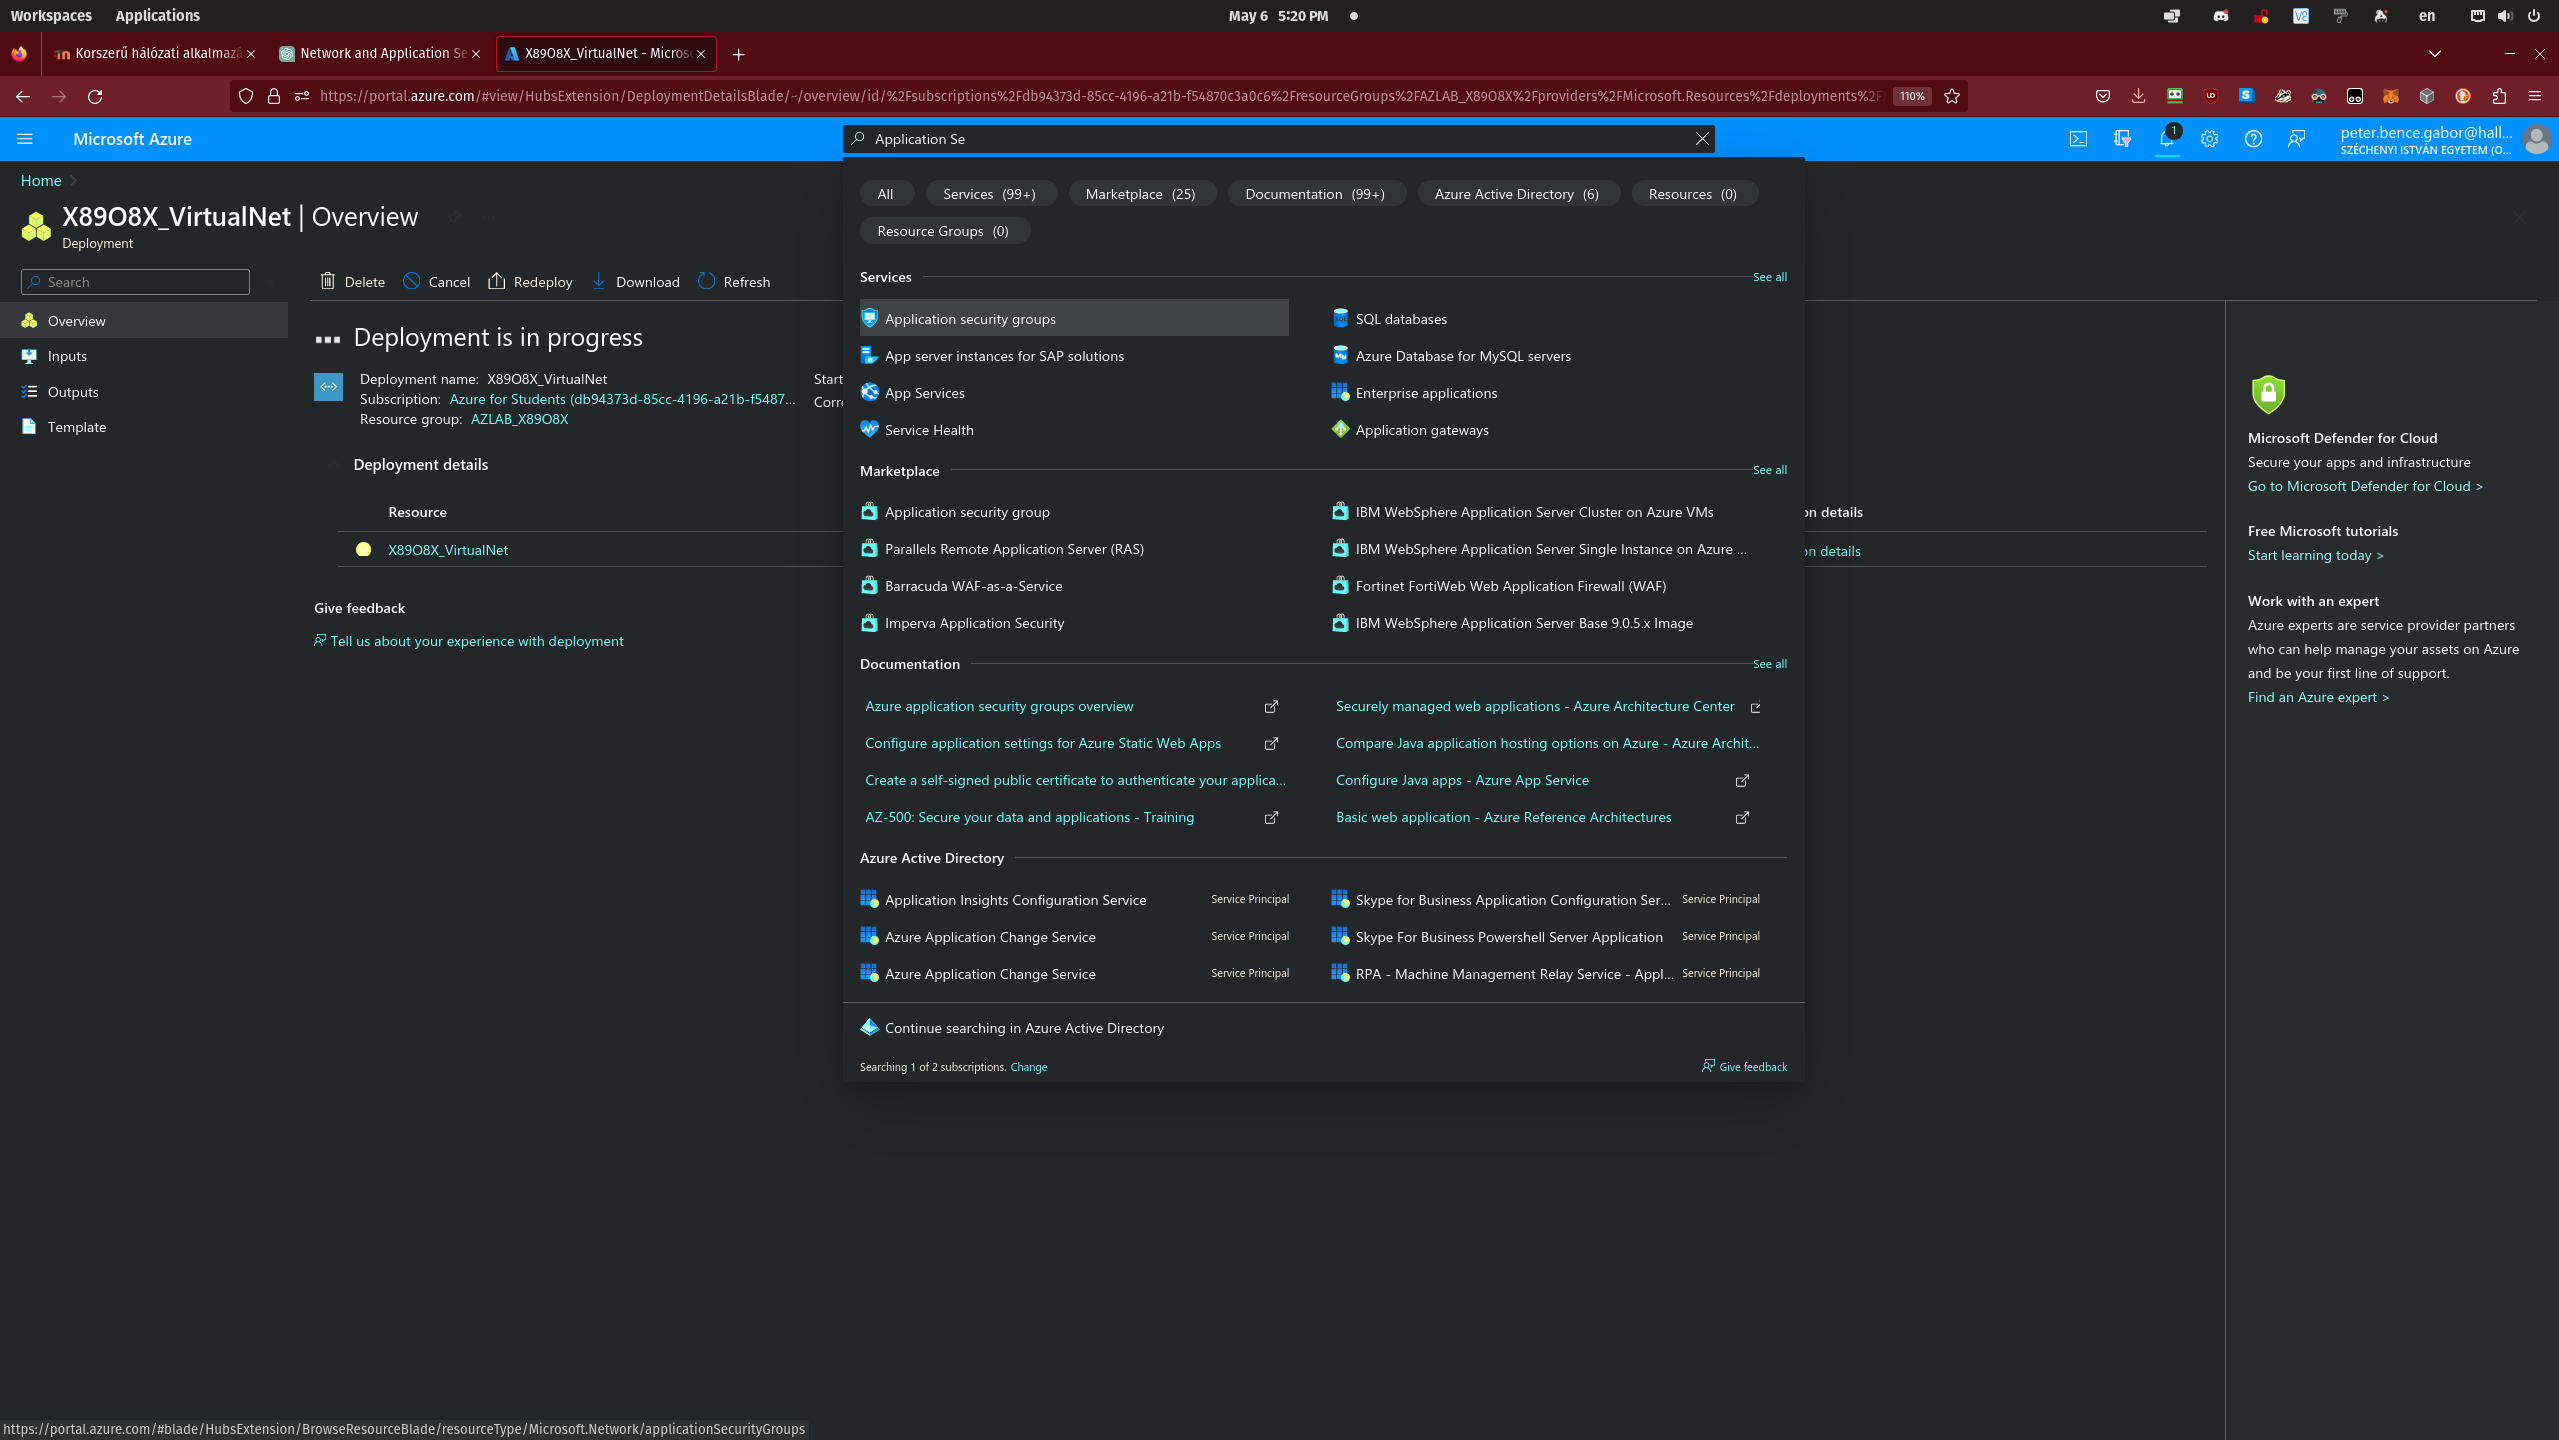 Workspaces Applications May 6 5:20 PM en
Korszerű hálózati alkalmazá Network and Application Se X89O8X_VirtualNet - Micros
https://portal.azure.com/#view/HubsExtension/DeploymentDetailsBlade/~/overview/id/%2Fsubscriptions%2Fdb94373d-85cc-4196-a21b-f54870c3a0c6%2FresourceGroups%2FAZLAB_X89O8X%2Fproviders%2FMicrosoft.Resources%2Fdeployments%2F 110%
Microsoft Azure Application Se 1 peter.bence.gabor@hall...
SZÉCHENYI ISTVÁN EGYETEM (O...
Home
X89O8X_VirtualNet | Overview
Deployment
Search
Overview
Inputs
Outputs
Template
Delete Cancel Redeploy Download Refresh
Deployment is in progress
Deployment name: X89O8X_VirtualNet Start
Subscription: Azure for Students (db94373d-85cc-4196-a21b-f5487... Corre
Resource group: AZLAB_X89O8X
Deployment details
Resource on details
X89O8X_VirtualNet on details
Give feedback
Tell us about your experience with deployment
All Services (99+) Marketplace (25) Documentation (99+) Azure Active Directory (6) Resources (0)
Resource Groups (0)
Services See all
Application security groups SQL databases
App server instances for SAP solutions Azure Database for MySQL servers
App Services Enterprise applications
Service Health Application gateways
Marketplace See all
Application security group IBM WebSphere Application Server Cluster on Azure VMs
Parallels Remote Application Server (RAS) IBM WebSphere Application Server Single Instance on Azure ...
Barracuda WAF-as-a-Service Fortinet FortiWeb Web Application Firewall (WAF)
Imperva Application Security IBM WebSphere Application Server Base 9.0.5.x Image
Documentation See all
Azure application security groups overview Securely managed web applications - Azure Architecture Center
Configure application settings for Azure Static Web Apps Compare Java application hosting options on Azure - Azure Archit...
Create a self-signed public certificate to authenticate your applica... Configure Java apps - Azure App Service
AZ-500: Secure your data and applications - Training Basic web application - Azure Reference Architectures
Azure Active Directory
Application Insights Configuration Service Service Principal Skype for Business Application Configuration Ser... Service Principal
Azure Application Change Service Service Principal Skype For Business Powershell Server Application Service Principal
Azure Application Change Service Service Principal RPA - Machine Management Relay Service - Appl... Service Principal
Continue searching in Azure Active Directory
Searching 1 of 2 subscriptions. Change Give feedback
Microsoft Defender for Cloud
Secure your apps and infrastructure
Go to Microsoft Defender for Cloud >
Free Microsoft tutorials
Start learning today >
Work with an expert
Azure experts are service provider partners
who can help manage your assets on Azure
and be your first line of support.
Find an Azure expert >
https://portal.azure.com/#blade/HubsExtension/BrowseResourceBlade/resourceType/Microsoft.Network/applicationSecurityGroups